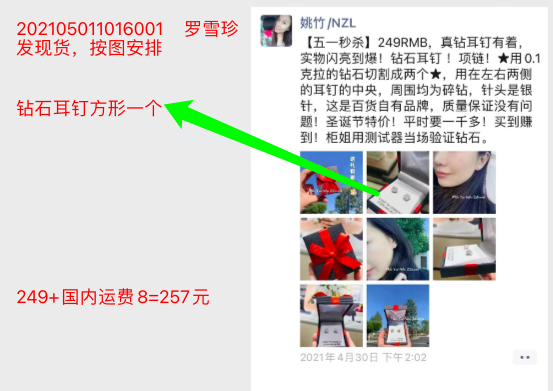 202105011016001 罗雪珍
发现货，按图安排
钻石耳钉方形一个
249+国内运费8=257元
姚竹/NZL
【五一秒杀】249RMB，真钻耳钉有着，
实物闪亮到爆！钻石耳钉！项链！★用0.1
克拉的钻石切割成两个★，用在左右两侧
的耳钉的中央，周围均为碎钻，针头是银
针，这是百货自有品牌，质量保证没有问
题！圣诞节特价！平时要一千多！买到赚
到！柜姐用测试器当场验证钻石。
2021年4月30日 下午2:02